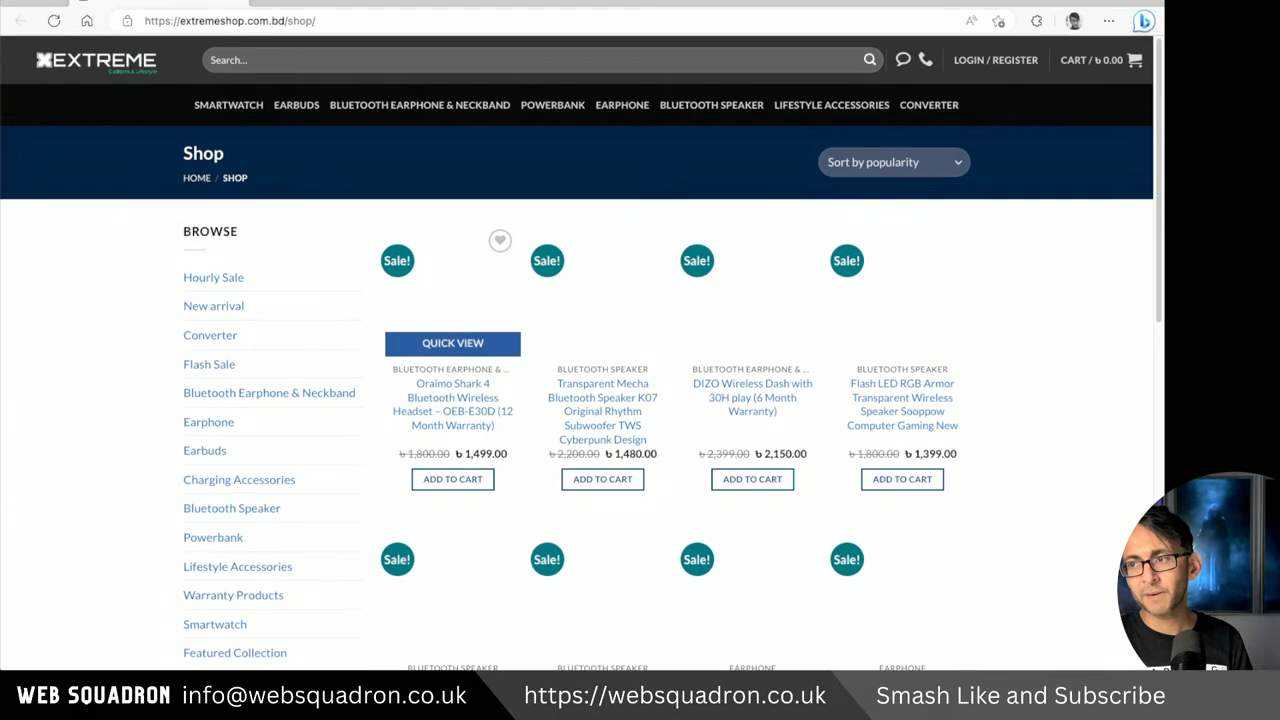 https://extremeshop.com.bd/shop/
EXTREME
Gadget & Lifestyle
Search...
LOGIN / REGISTER
CART / ৳ 0.00
SMARTWATCH EARBUDS BLUETOOTH EARPHONE & NECKBAND POWERBANK EARPHONE BLUETOOTH SPEAKER LIFESTYLE ACCESSORIES CONVERTER
Shop
HOME / SHOP
Sort by popularity
BROWSE
Hourly Sale
New arrival
Converter
Flash Sale
Bluetooth Earphone & Neckband
Earphone
Earbuds
Charging Accessories
Bluetooth Speaker
Powerbank
Lifestyle Accessories
Warranty Products
Smartwatch
Featured Collection
Sale!
QUICK VIEW
BLUETOOTH EARPHONE & ...
Oraimo Shark 4
Bluetooth Wireless
Headset – OEB-E30D (12
Month Warranty)
৳ 1,800.00 ৳ 1,499.00
ADD TO CART
Sale!
BLUETOOTH SPEAKER
Transparent Mecha
Bluetooth Speaker K07
Original Rhythm
Subwoofer TWS
Cyberpunk Design
৳ 2,200.00 ৳ 1,480.00
ADD TO CART
Sale!
BLUETOOTH EARPHONE & ...
DIZO Wireless Dash with
30H play (6 Month
Warranty)
৳ 2,399.00 ৳ 2,150.00
ADD TO CART
Sale!
BLUETOOTH SPEAKER
Flash LED RGB Armor
Transparent Wireless
Speaker Sooppow
Computer Gaming New
৳ 1,800.00 ৳ 1,399.00
ADD TO CART
Sale!
Sale!
Sale!
Sale!
BLUETOOTH SPEAKER
BLUETOOTH SPEAKER
EARPHONE
EARPHONE
WEB SQUADRON info@websquadron.co.uk
https://websquadron.co.uk
Smash Like and Subscribe